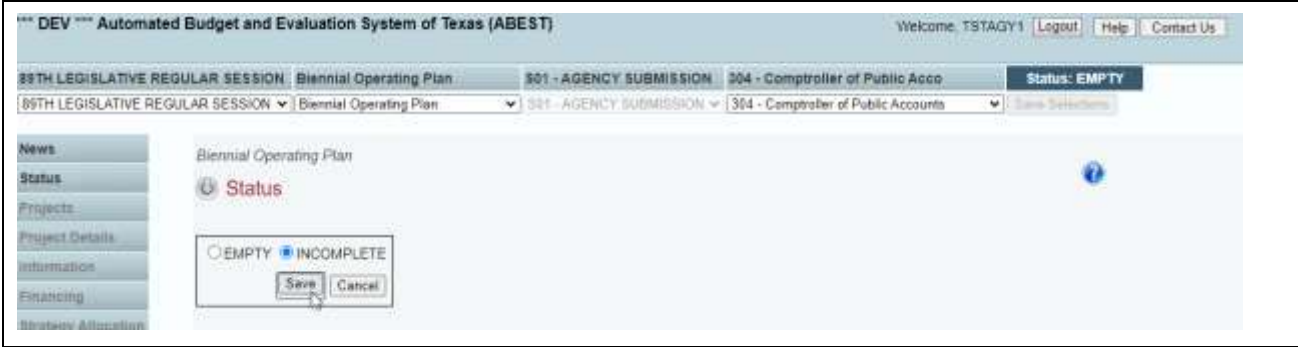 *** DEV *** Automated Budget and Evaluation System of Texas (ABEST)
Welcome, TSTAGY1 Logout Help Contact Us
89TH LEGISLATIVE REGULAR SESSION Biennial Operating Plan S01 - AGENCY SUBMISSION 304 - Comptroller of Public Acco Status: EMPTY
89TH LEGISLATIVE REGULAR SESSION Biennial Operating Plan S01 - AGENCY SUBMISSION 304 - Comptroller of Public Accounts Save Selections
News
Biennial Operating Plan
Status
Status
Projects
Project Details
EMPTY INCOMPLETE
Information
Save Cancel
Financing
Strategy Allocation